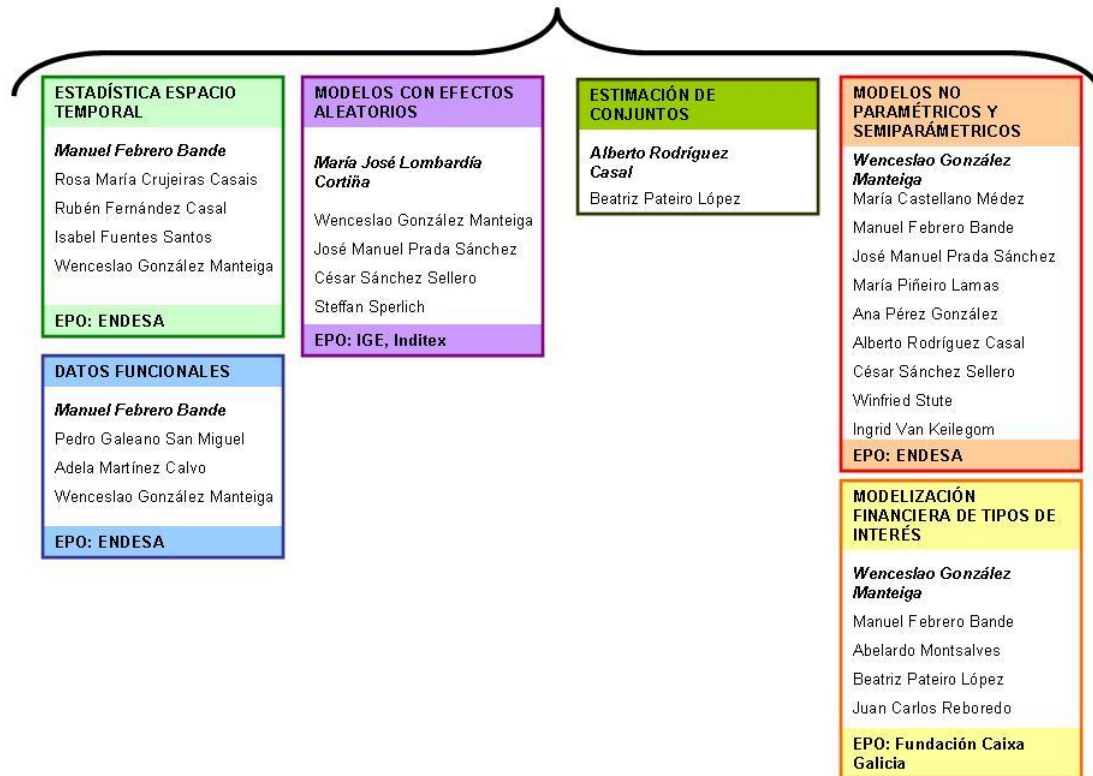 ESTADÍSTICA ESPACIO
TEMPORAL
Manuel Febrero Bande
Rosa María Crujeiras Casais
Rubén Fernández Casal
Isabel Fuentes Santos
Wenceslao González Manteiga
EPO: ENDESA
DATOS FUNCIONALES
Manuel Febrero Bande
Pedro Galeano San Miguel
Adela Martínez Calvo
Wenceslao González Manteiga
EPO: ENDESA
MODELOS CON EFECTOS
ALEATORIOS
María José Lombardía
Cortiña
Wenceslao González Manteiga
José Manuel Prada Sánchez
César Sánchez Sellero
Steffan Sperlich
EPO: IGE, Inditex
ESTIMACIÓN DE
CONJUNTOS
Alberto Rodríguez
Casal
Beatriz Pateiro López
MODELOS NO
PARAMÉTRICOS Y
SEMIPARÁMETRICOS
Wenceslao González
Manteiga
María Castellano Médez
Manuel Febrero Bande
José Manuel Prada Sánchez
María Piñeiro Lamas
Ana Pérez González
Alberto Rodríguez Casal
César Sánchez Sellero
Winfried Stute
Ingrid Van Keilegom
EPO: ENDESA
MODELIZACIÓN
FINANCIERA DE TIPOS DE
INTERÉS
Wenceslao González
Manteiga
Manuel Febrero Bande
Abelardo Montsalves
Beatriz Pateiro López
Juan Carlos Reboredo
EPO: Fundación Caixa
Galicia